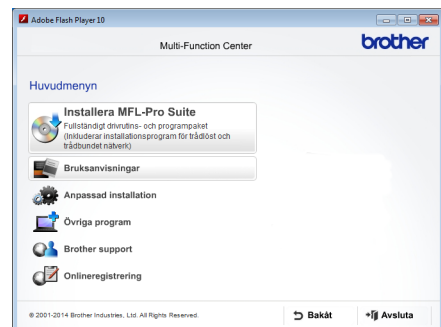 Adobe Flash Player 10
Multi-Function Center
brother
Huvudmenyn
Installera MFL-Pro Suite
Fullständigt drivrutins- och programpaket
(Inkluderar installationsprogram för trådlöst och
trådbundet nätverk)
Bruksanvisningar
Anpassad installation
Övriga program
Brother support
Onlineregistrering
© 2001-2014 Brother Industries, Ltd. All Rights Reserved.
Bakåt
Avsluta